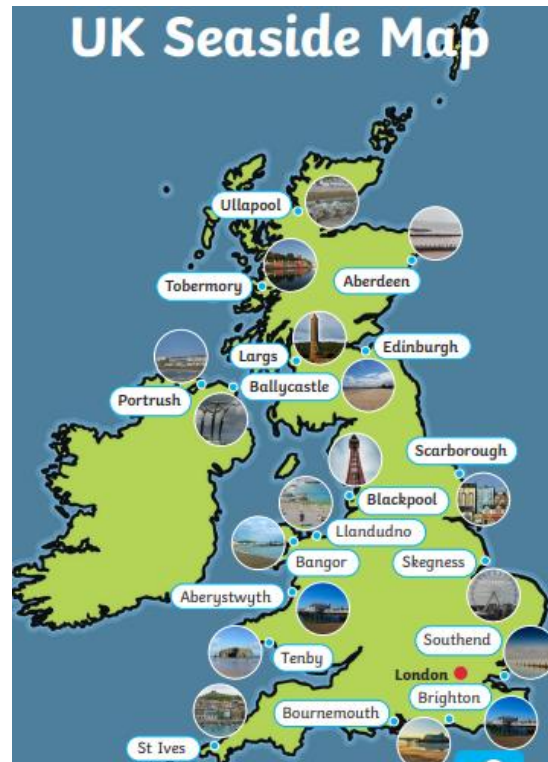 UK Seaside Map
Ullapool
Aberdeen
Tobermory
Edinburgh
Largs
Ballycastle
Portrush
Scarborough
Blackpool
Llandudno
Bangor
Skegness
Aberystwyth
Southend
Tenby
London
Brighton
Bournemouth
St Ives